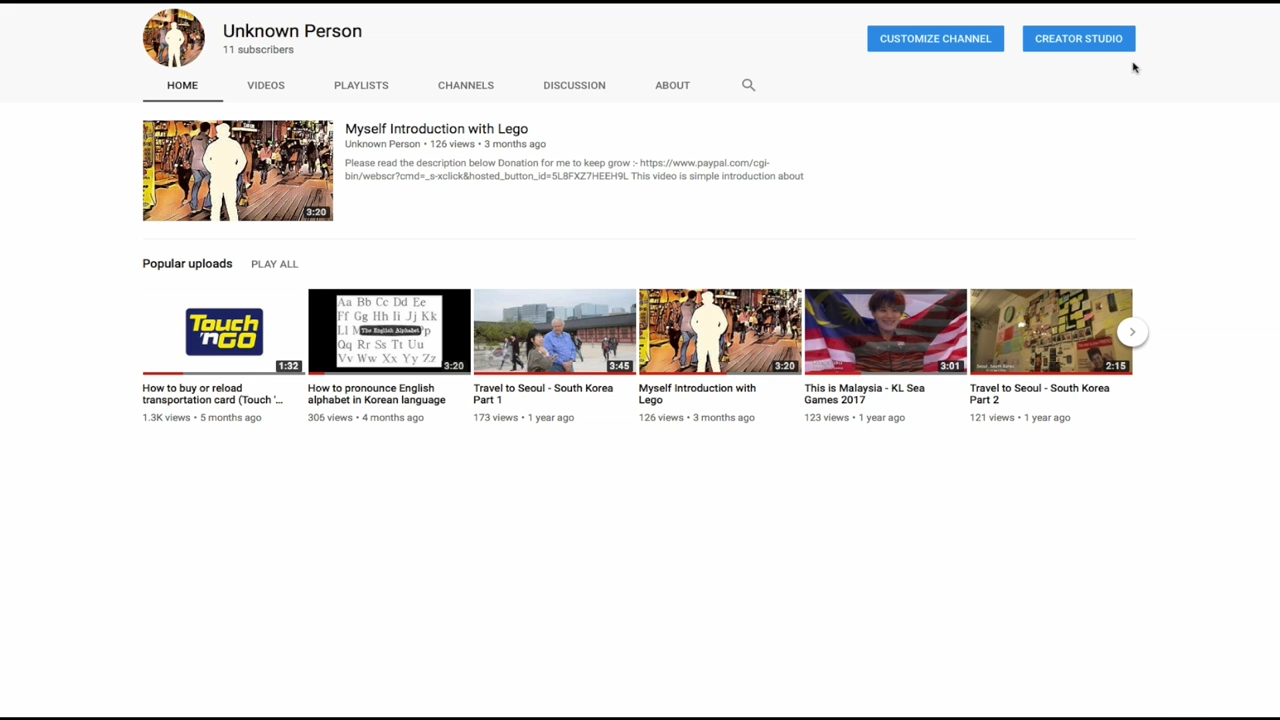 Unknown Person
11 subscribers
CUSTOMIZE CHANNEL
CREATOR STUDIO
HOME
VIDEOS
PLAYLISTS
CHANNELS
DISCUSSION
ABOUT
Myself Introduction with Lego
Unknown Person • 126 views • 3 months ago
Please read the description below Donation for me to keep grow :- https://www.paypal.com/cgi-
bin/webscr?cmd=_s-xclick&hosted_button_id=5L8FXZ7HEEH9L This video is simple introduction about
3:20
Popular uploads
PLAY ALL
Touch
'n GO
1:32
How to buy or reload
transportation card (Touch '...
1.3K views • 5 months ago
Aa Bb Cc Dd Ee
Ff Gg Hh Ii Jj Kk
Ll
The English Alphabet
Qq Rr Ss Tt Uu
Vv Ww Xx Yy Zz
3:20
How to pronounce English
alphabet in Korean language
306 views • 4 months ago
3:45
Travel to Seoul - South Korea
Part 1
173 views • 1 year ago
3:20
Myself Introduction with
Lego
126 views • 3 months ago
3:01
This is Malaysia - KL Sea
Games 2017
123 views • 1 year ago
2:15
Travel to Seoul - South Korea
Part 2
121 views • 1 year ago